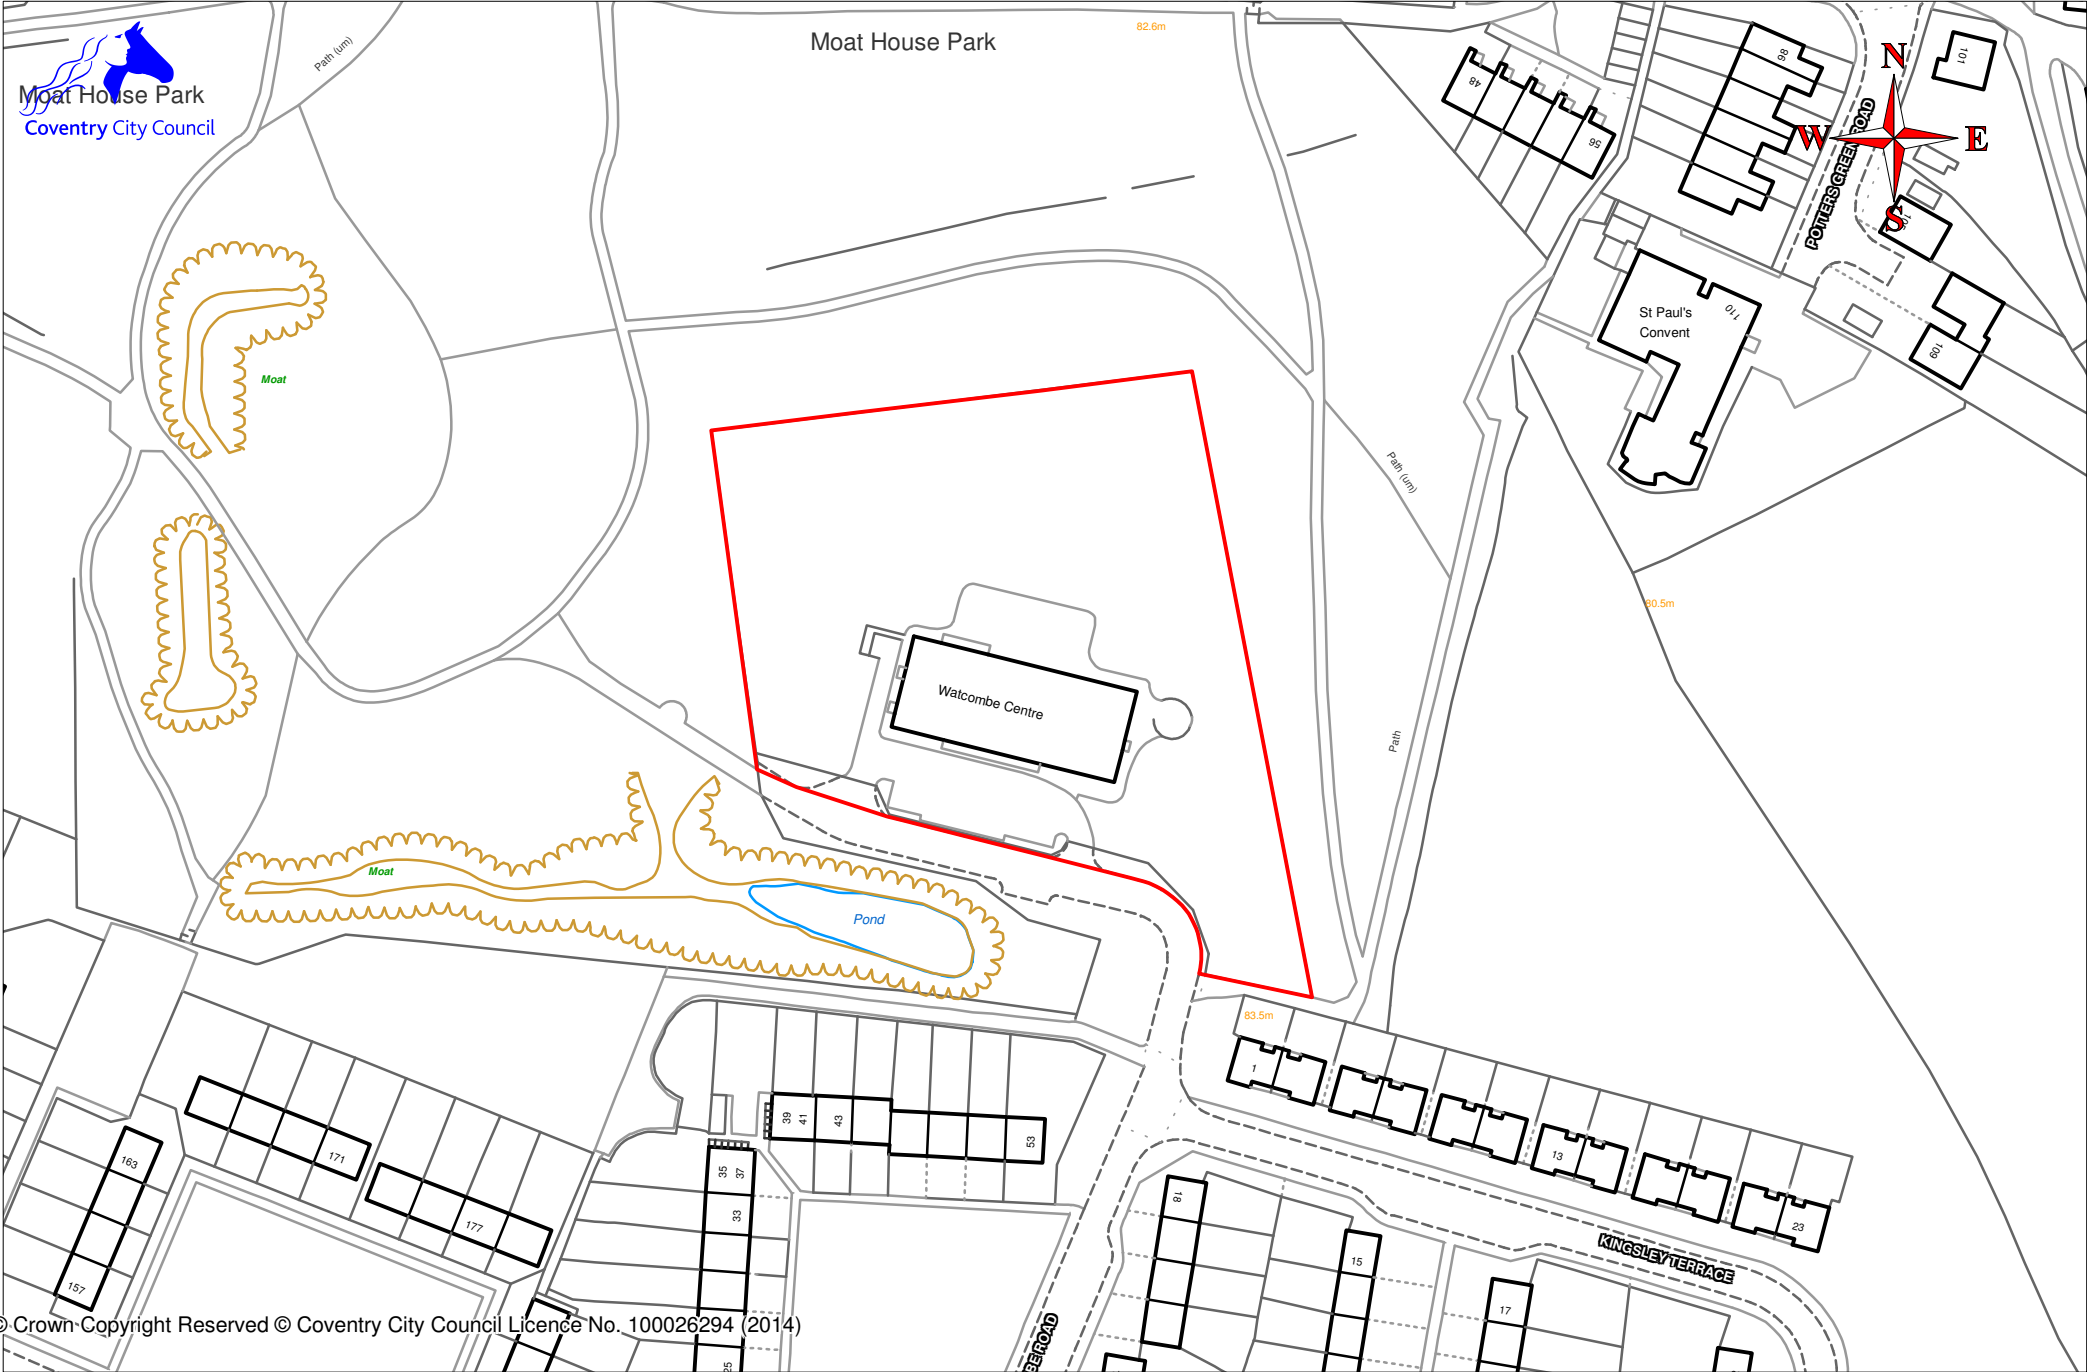 Moat House Park
82.6m
Path (um)
Moat House Park
Coventry City Council
N
W
E
S
POTTERS GREEN ROAD
48
56
98
101
109
110
St Paul's
Convent
Moat
Path (um)
80.5m
Watcombe Centre
Path
Moat
Pond
83.5m
1
13
23
39
41
43
53
35
37
33
25
163
157
171
177
18
15
17
KINGSLEY TERRACE
BE ROAD
© Crown Copyright Reserved © Coventry City Council Licence No. 100026294 (2014)